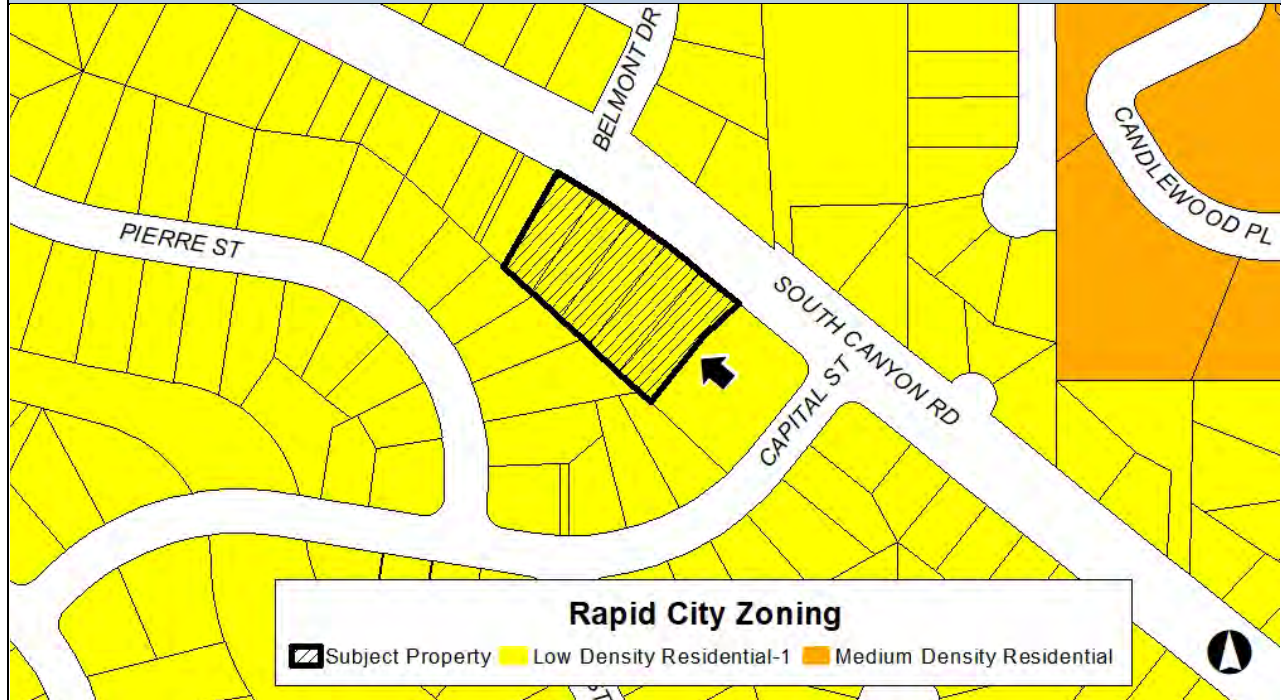 BELMONT DR
CANDLEWOOD PL
PIERRE ST
SOUTH CANYON RD
CAPITAL ST
Rapid City Zoning
Subject Property Low Density Residential-1 Medium Density Residential
ST